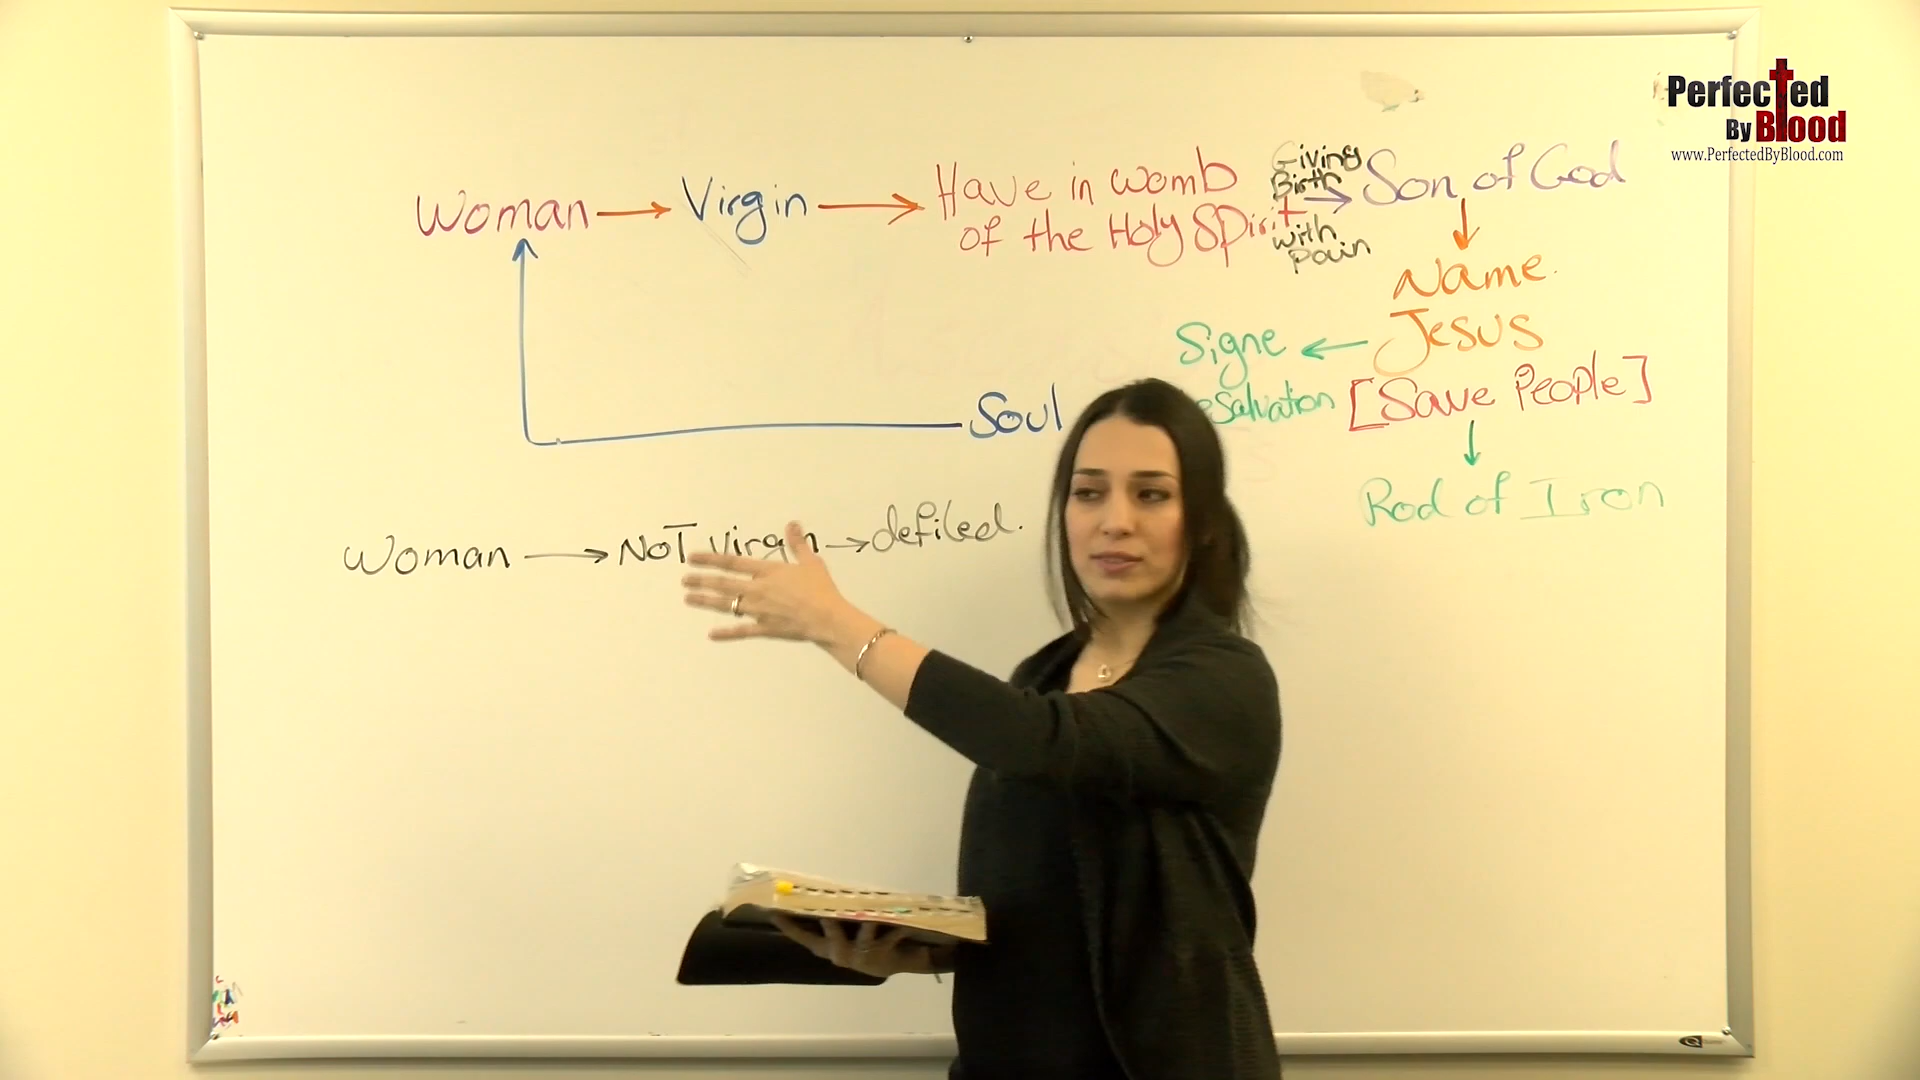 Perfected
By Blood
www.PerfectedByBlood.com
Woman → Virgin → Have in womb
of the Holy Spirit
Giving
Birth
with
Pain
→ Son of God
↓
Name
Jesus
Signe ←
Salvation
[Save People]
↓
Rod of Iron
Soul
Woman → NOT virgin → defiled.